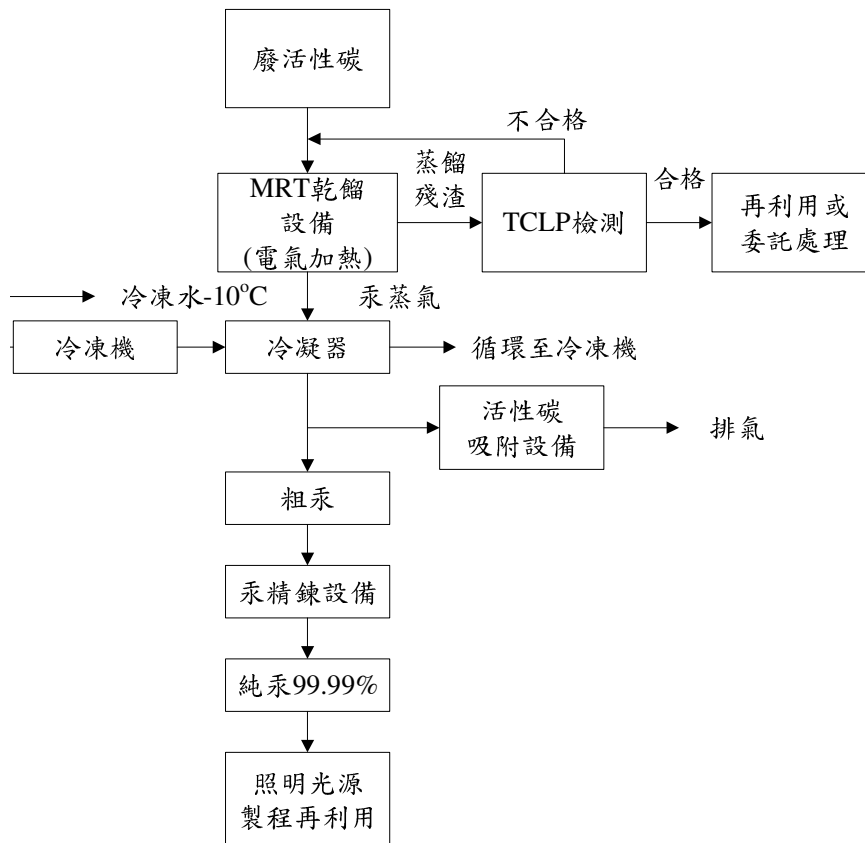 廢活性碳
不合格
蒸餾
殘渣
MRT乾餾
設備
(電氣加熱)
TCLP檢測
合格
再利用或
委託處理
冷凍水-10°C
汞蒸氣
冷凍機
冷凝器
循環至冷凍機
活性碳
吸附設備
排氣
粗汞
汞精鍊設備
純汞99.99%
照明光源
製程再利用